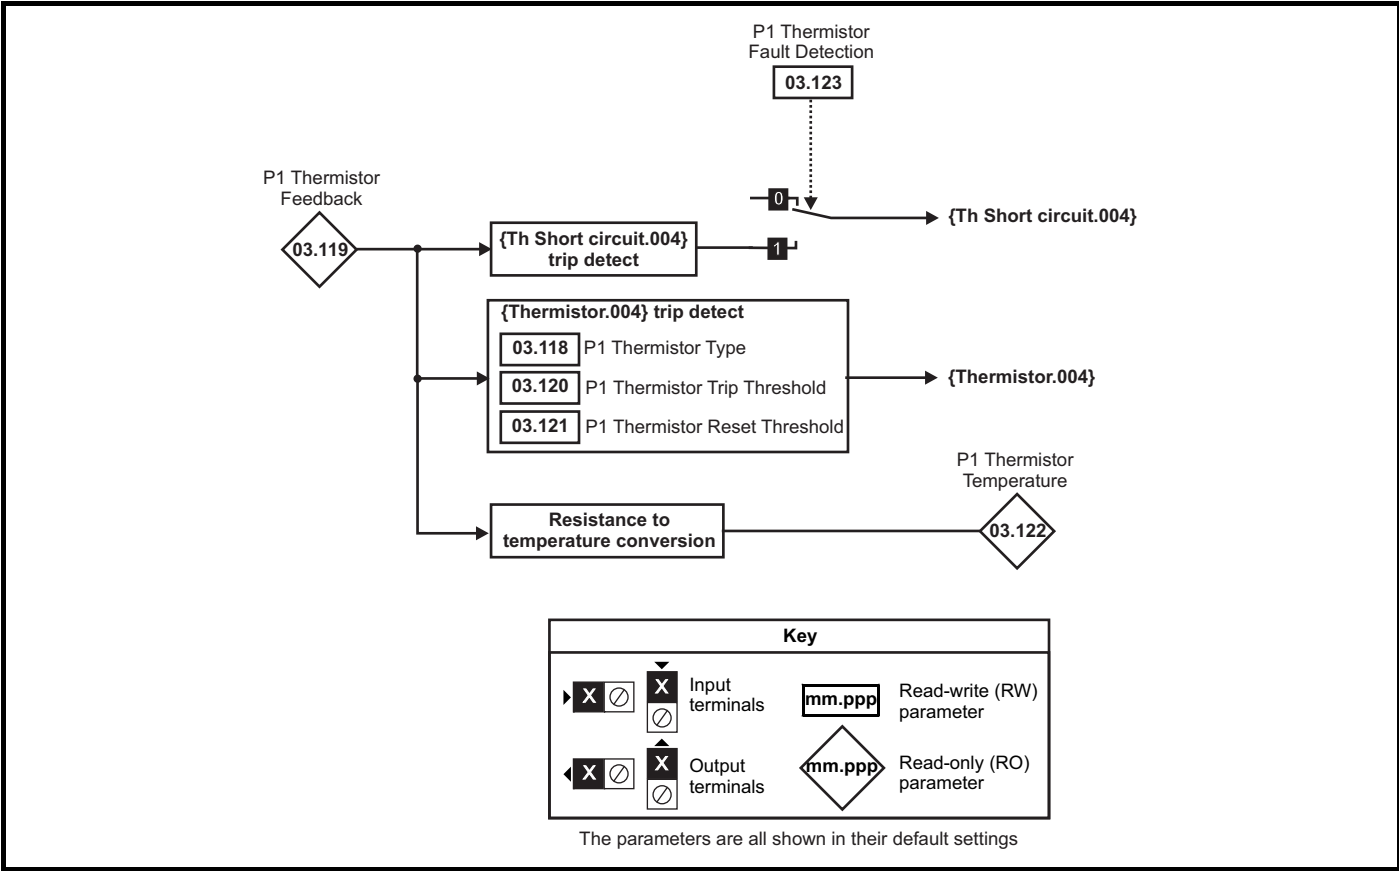 P1 Thermistor
Fault Detection
03.123
P1 Thermistor
Feedback
03.119
{Th Short circuit.004}
trip detect
0
1
{Th Short circuit.004}
{Thermistor.004} trip detect
03.118 P1 Thermistor Type
03.120 P1 Thermistor Trip Threshold
03.121 P1 Thermistor Reset Threshold
{Thermistor.004}
P1 Thermistor
Temperature
03.122
Resistance to
temperature conversion
Key
X
X
Input
terminals
mm.ppp
Read-write (RW)
parameter
X
X
Output
terminals
mm.ppp
Read-only (RO)
parameter
The parameters are all shown in their default settings